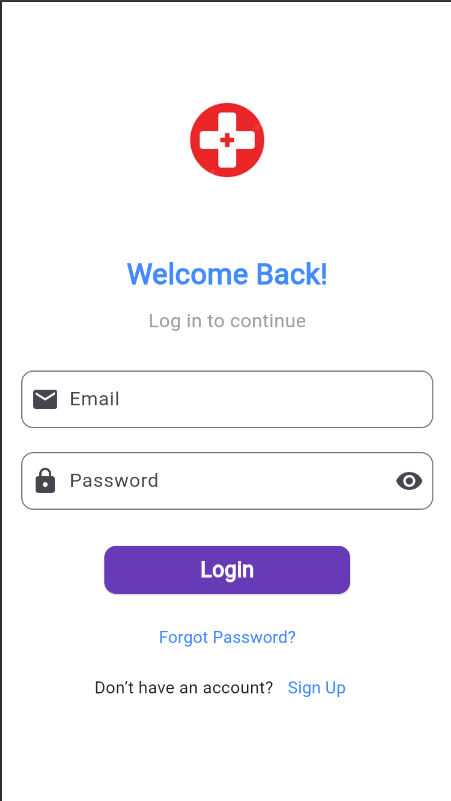 Welcome Back!
Log in to continue
Email
Password
Login
Forgot Password?
Don't have an account? Sign Up